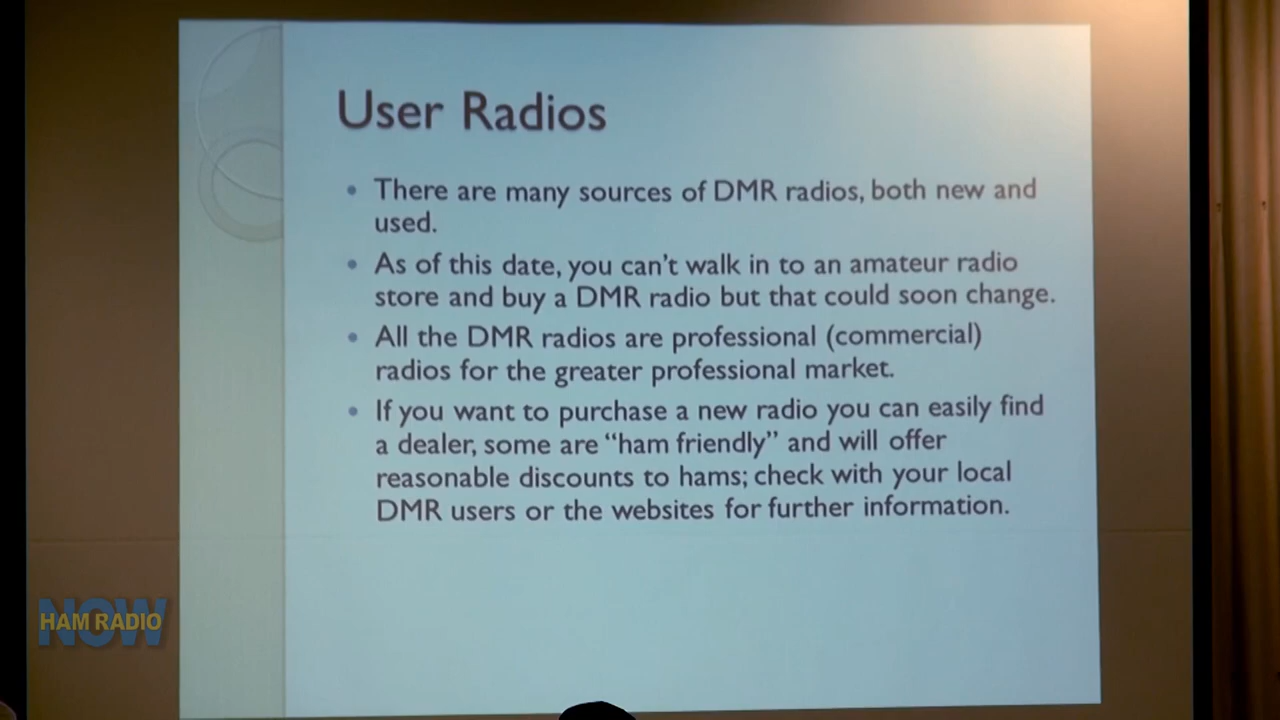 User Radios
• There are many sources of DMR radios, both new and
used.
• As of this date, you can't walk in to an amateur radio
store and buy a DMR radio but that could soon change.
• All the DMR radios are professional (commercial)
radios for the greater professional market.
• If you want to purchase a new radio you can easily find
a dealer, some are “ham friendly” and will offer
reasonable discounts to hams; check with your local
DMR users or the websites for further information.
NOW
HAM RADIO